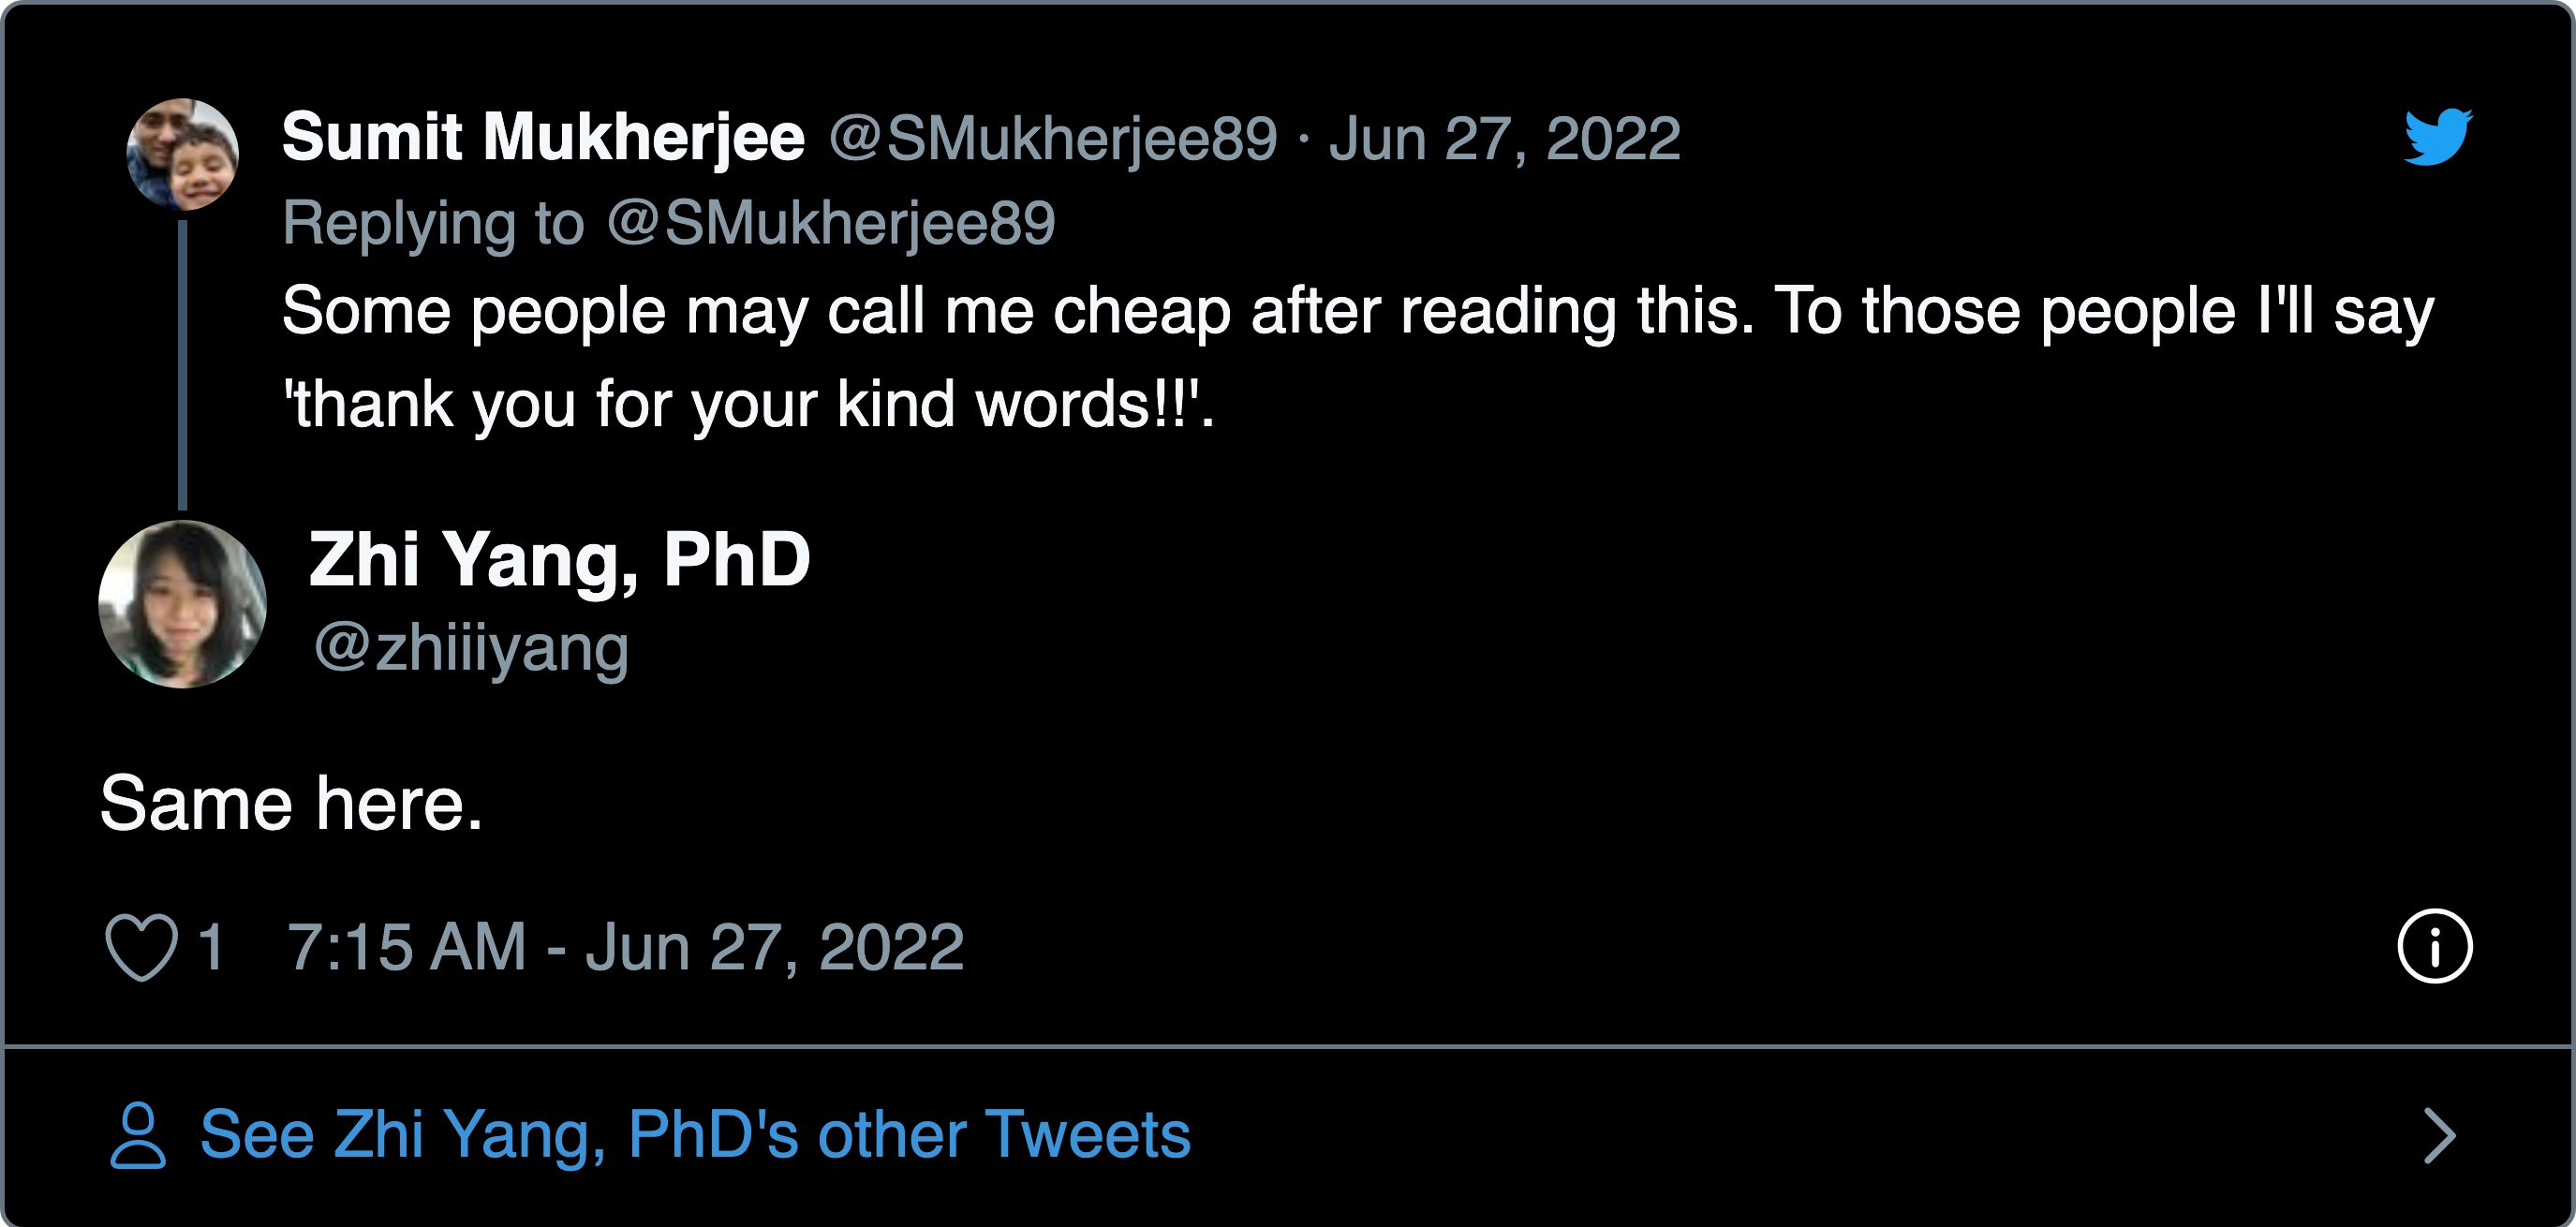 Sumit Mukherjee @SMukherjee89 · Jun 27, 2022
Replying to @SMukherjee89
Some people may call me cheap after reading this. To those people I'll say
'thank you for your kind words!!'.
Zhi Yang, PhD
@zhiiiyang
Same here.
1 7:15 AM - Jun 27, 2022
See Zhi Yang, PhD's other Tweets